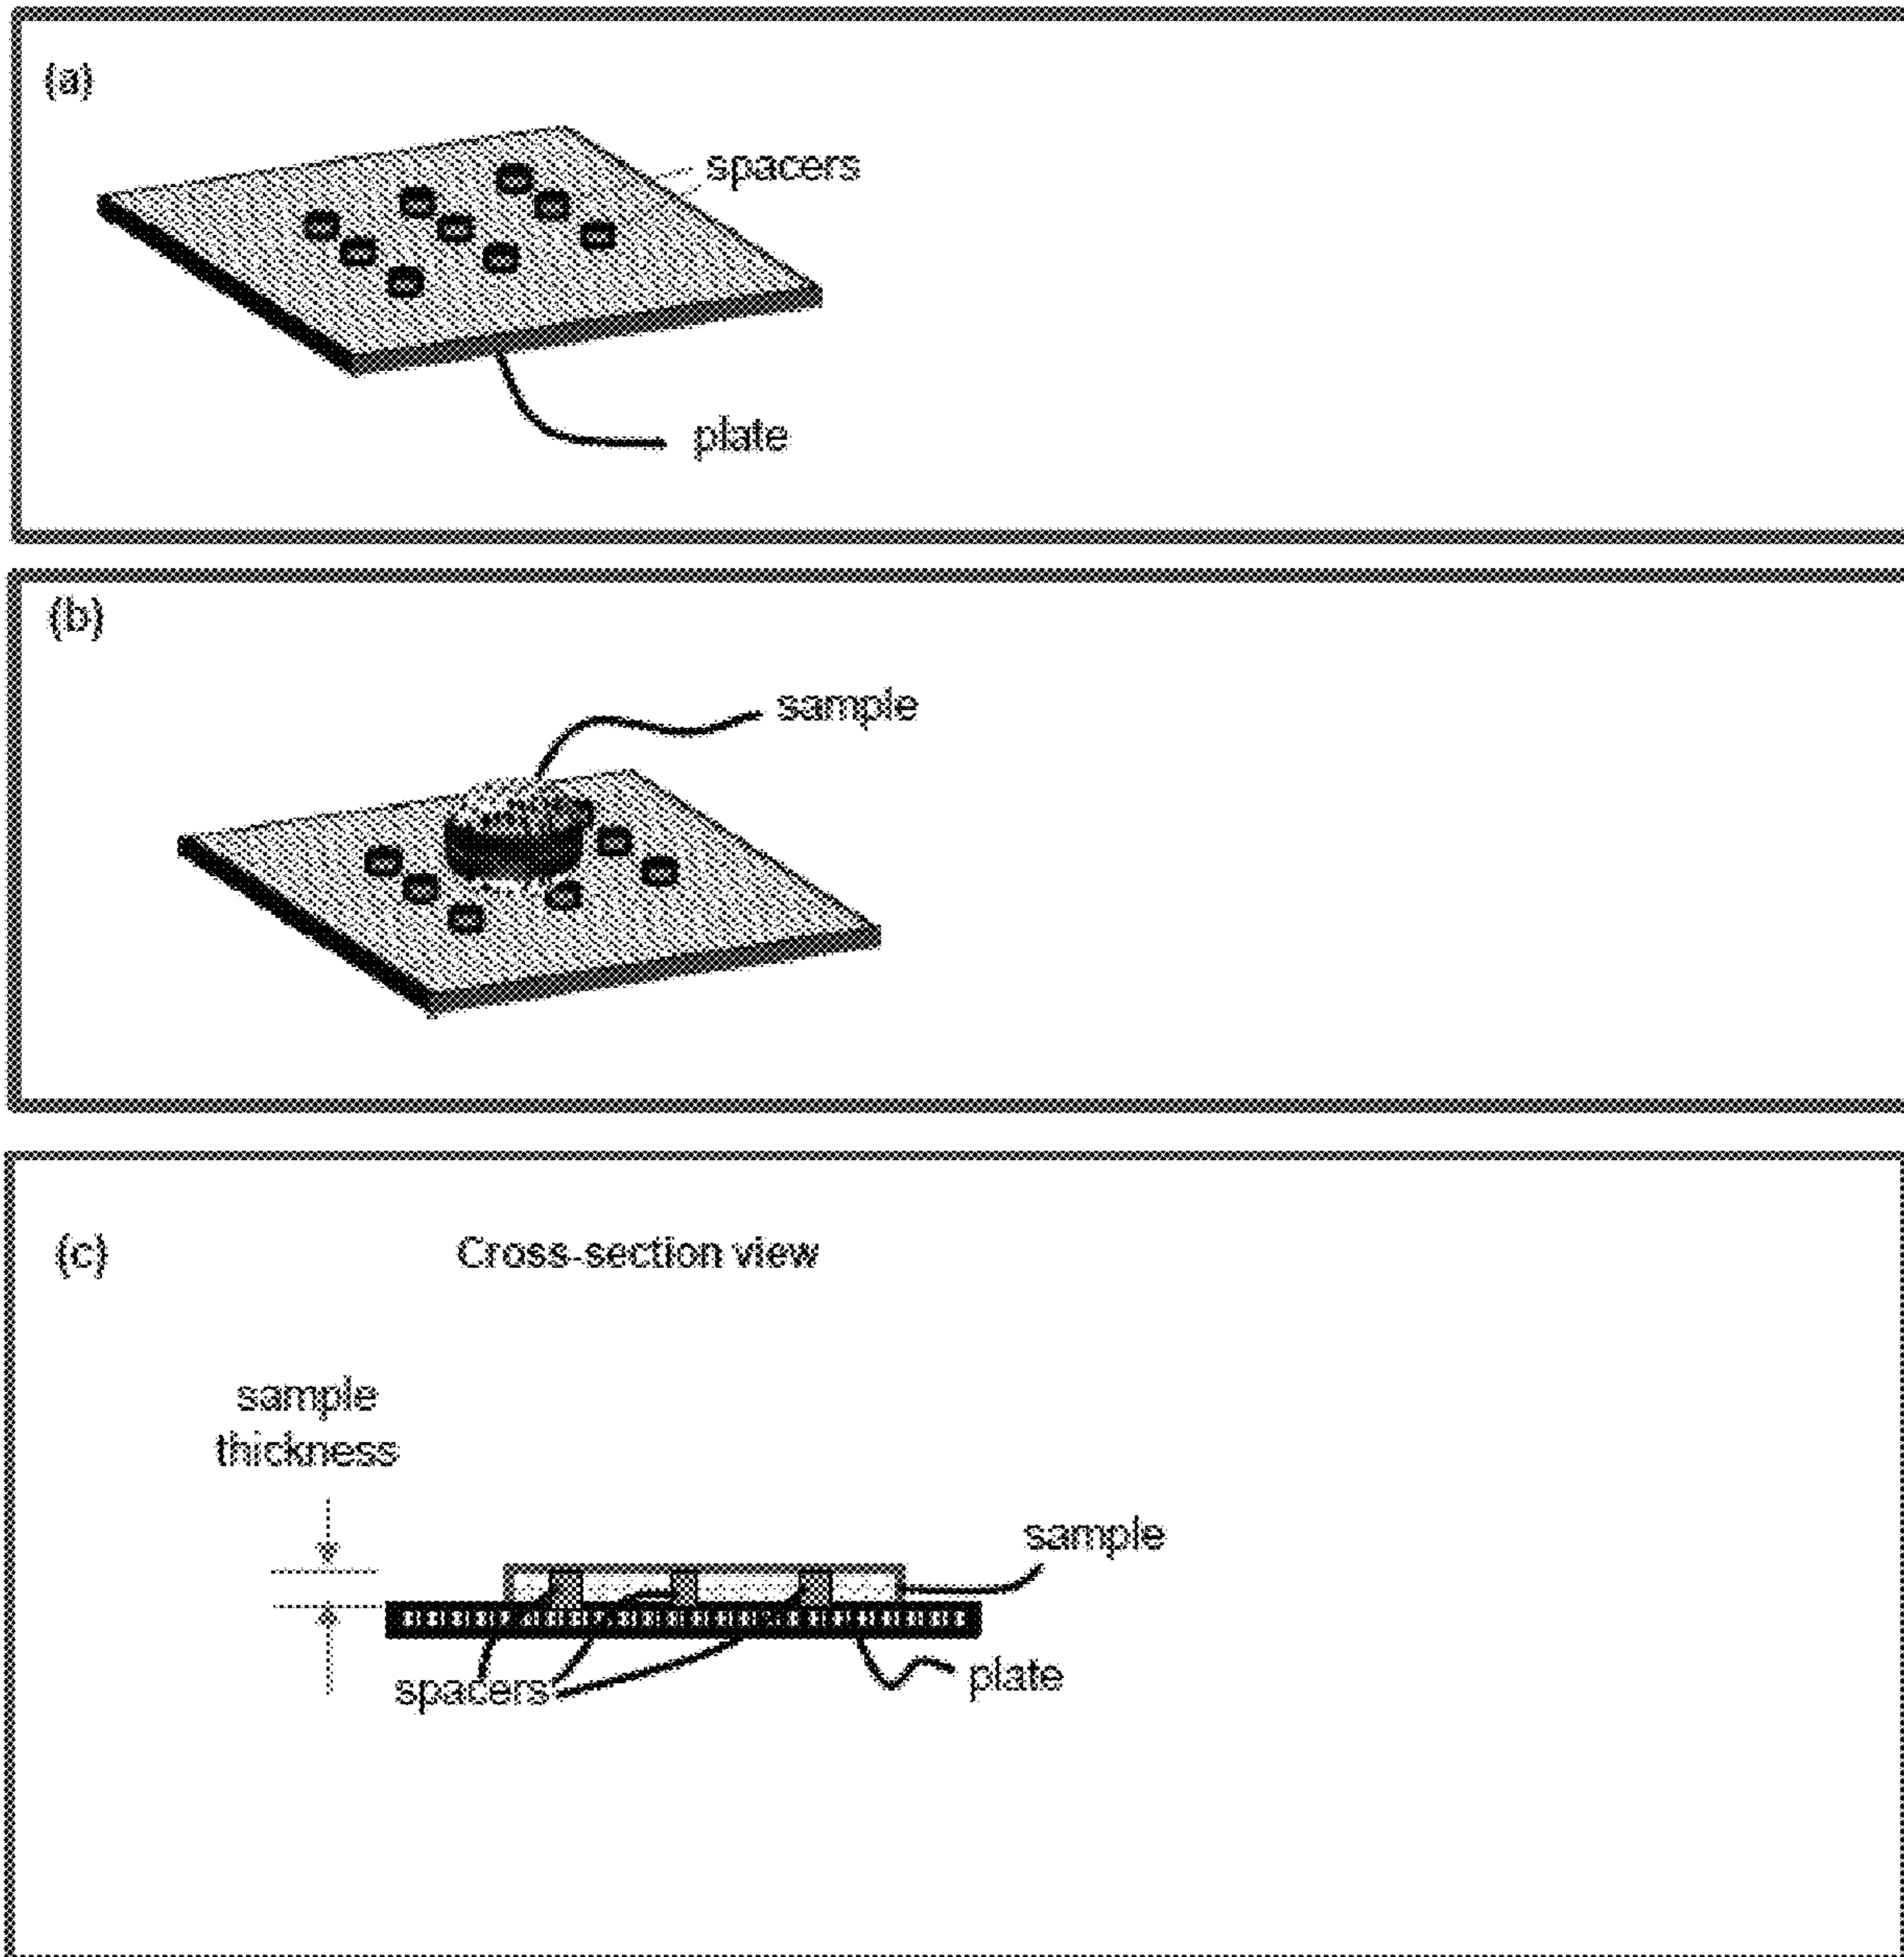 (a)
spacers
plate
(b)
sample
(c)
Cross-section view
sample
thickness
sample
spacers
plate